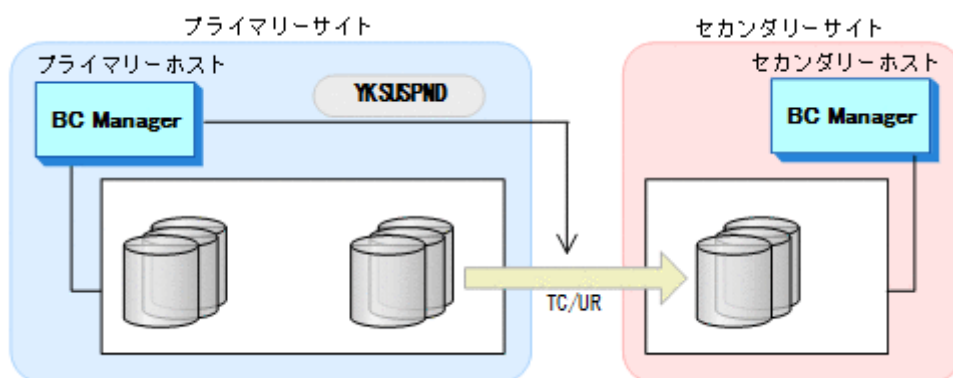 プライマリーサイト
セカンダリーサイト
プライマリーホスト
セカンダリーホスト
YKSUSPND
BC Manager
BC Manager
TC/UR